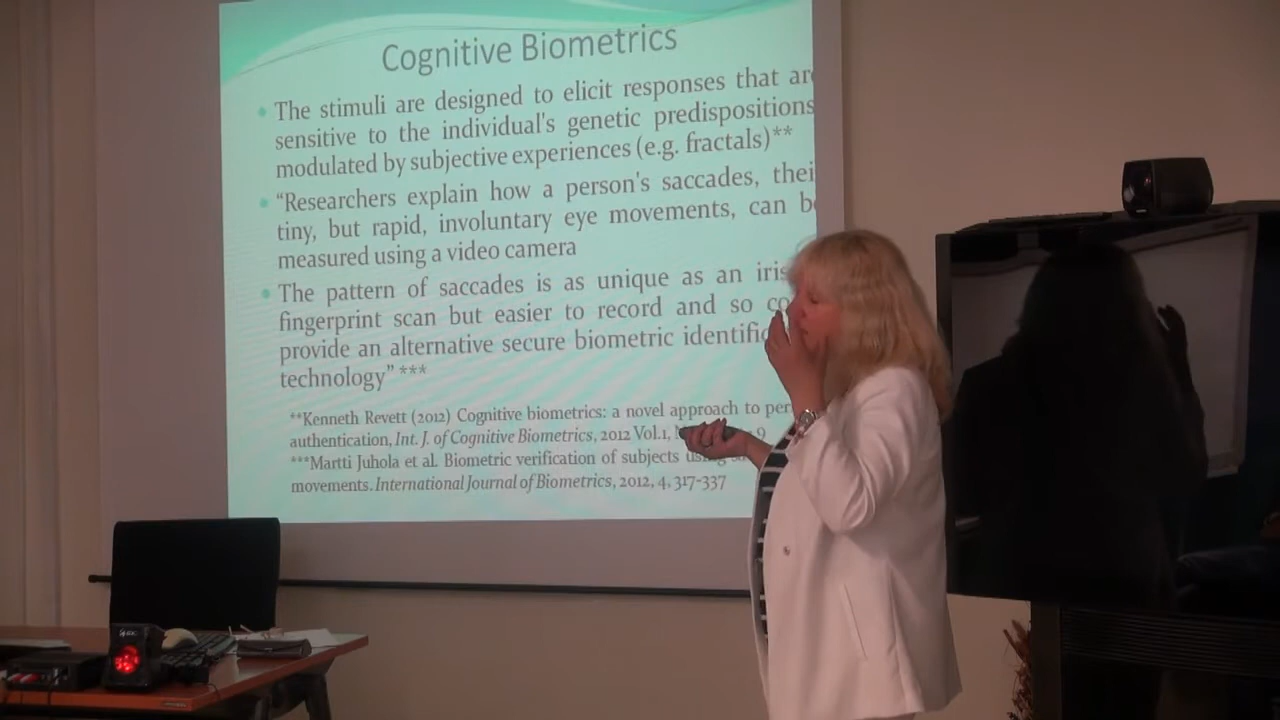 Cognitive Biometrics
• The stimuli are designed to elicit responses that
sensitive to the individual's genetic predispositions
modulated by subjective experiences (e.g. fractals)**
• “Researchers explain how a person's saccades,
tiny, but rapid, involuntary eye movements, can
measured using a video camera
• The pattern of saccades is as unique as an
fingerprint scan but easier to record and so
provide an alternative secure biometric
technology” ***
**Kenneth Revett (2012) Cognitive biometrics: a novel approach to
authentication, Int. J. of Cognitive Biometrics, 2012 Vol.1, 9
***Martti Juhola et al. Biometric verification of subjects
movements. International Journal of Biometrics, 2012, 4, 317-337